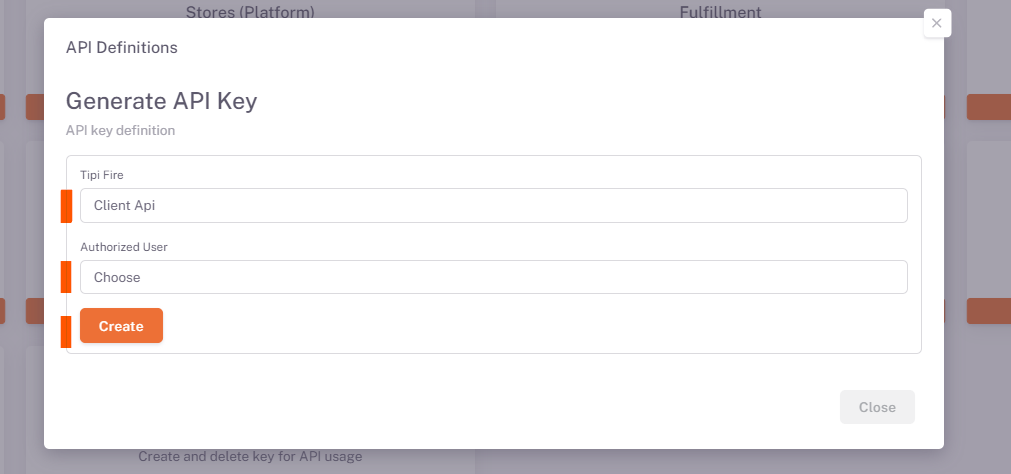 Stores (Platform)
Fulfillment
×
API Definitions
Generate API Key
API key definition
Tipi Fire
Client Api
Authorized User
Choose
Create
Close
Create and delete key for API usage